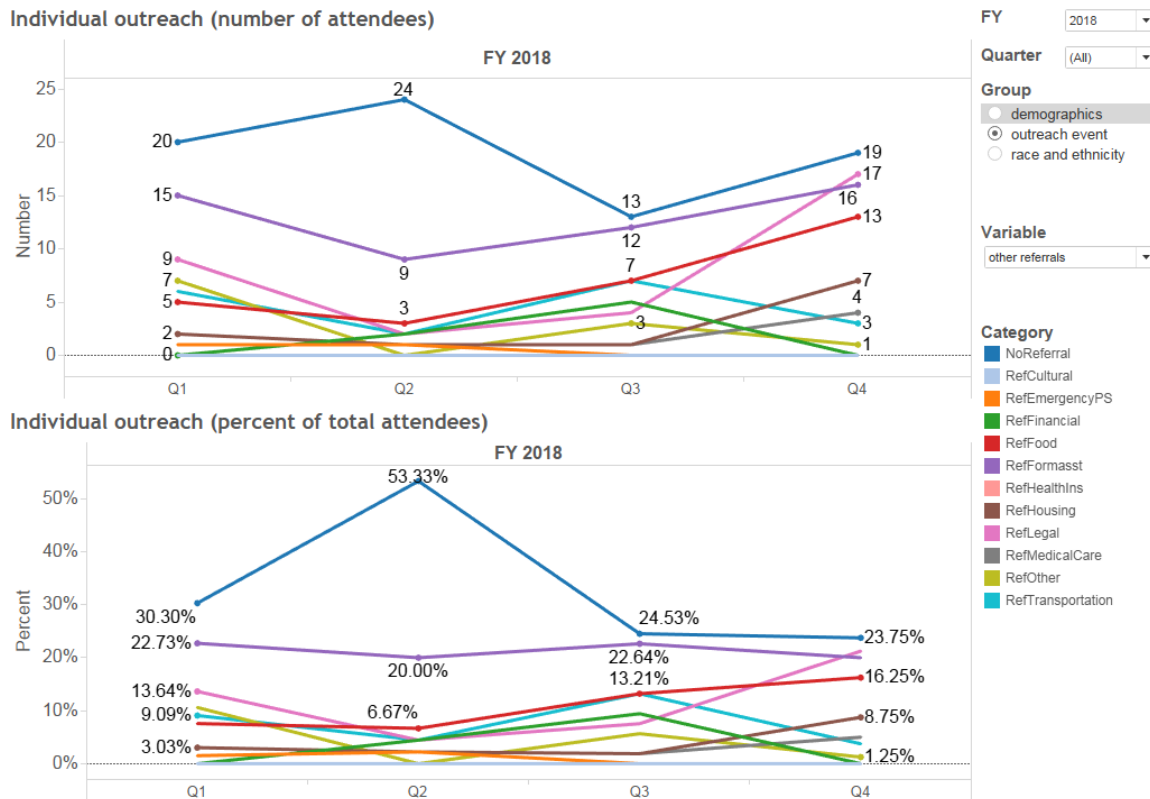 Individual outreach (number of attendees)
FY 2018
Number
25
20
15
10
5
0
20
15
9
7
5
2
0
24
9
3
13
12
7
3
19
17
16
13
7
4
3
1
Q1 Q2 Q3 Q4
Individual outreach (percent of total attendees)
FY 2018
Percent
50%
40%
30%
20%
10%
0%
30.30%
22.73%
13.64%
9.09%
3.03%
53.33%
20.00%
6.67%
24.53%
22.64%
13.21%
23.75%
16.25%
8.75%
1.25%
Q1 Q2 Q3 Q4
FY 2018
Quarter (All)
Group
demographics
outreach event
race and ethnicity
Variable
other referrals
Category
NoReferral
RefCultural
RefEmergencyPS
RefFinancial
RefFood
RefFormasst
RefHealthIns
RefHousing
RefLegal
RefMedicalCare
RefOther
RefTransportation